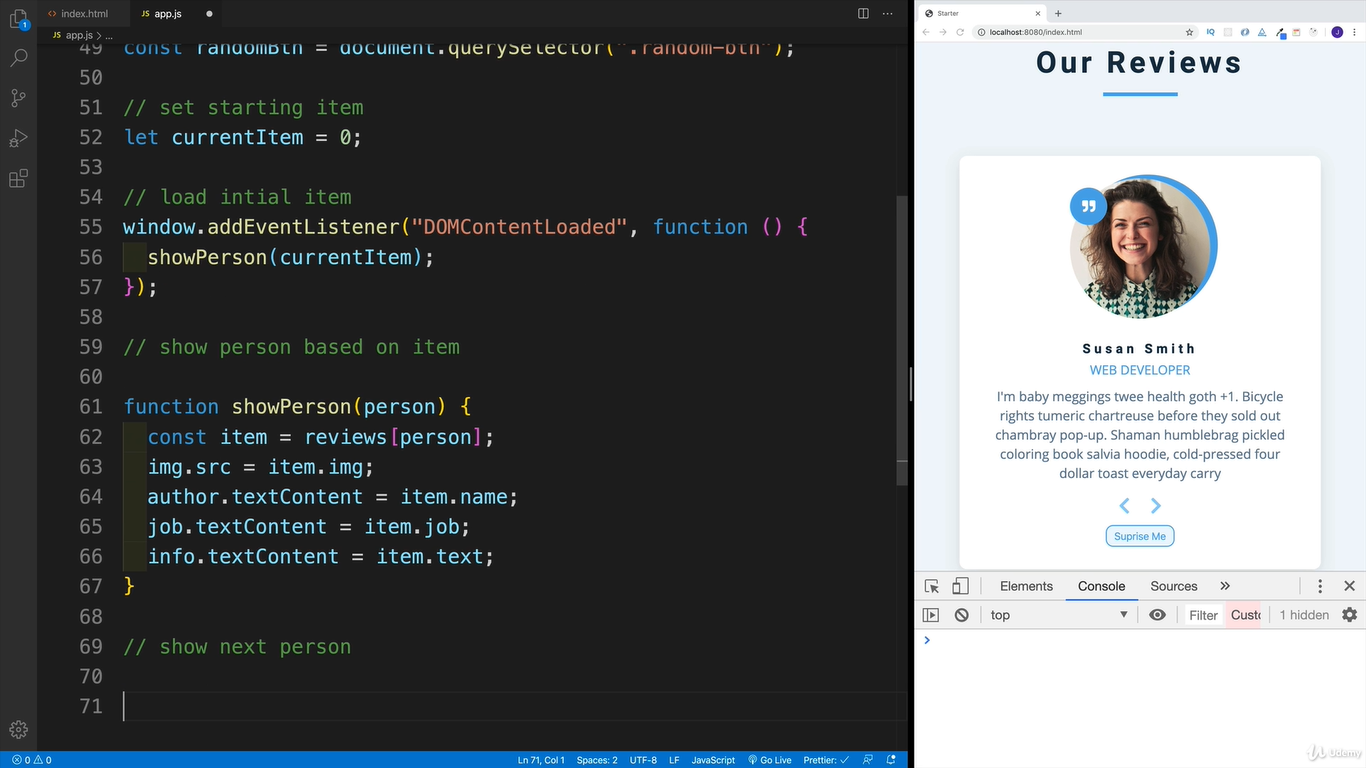 index.html
JS app.js
JS app.js > ...
49 const randomBtn = document.querySelector(".random-btn");
50
51 // set starting item
52 let currentItem = 0;
53
54 // load intial item
55 window.addEventListener("DOMContentLoaded", function () {
56 showPerson(currentItem);
57 });
58
59 // show person based on item
60
61 function showPerson(person) {
62 const item = reviews[person];
63 img.src = item.img;
64 author.textContent = item.name;
65 job.textContent = item.job;
66 info.textContent = item.text;
67 }
68
69 // show next person
70
71
1
0 0
Ln 71, Col 1 Spaces: 2 UTF-8 LF JavaScript Go Live Prettier: ✓
Starter
localhost:8080/index.html
IQ
J
Our Reviews
Susan Smith
WEB DEVELOPER
I'm baby meggings twee health goth +1. Bicycle
rights tumeric chartreuse before they sold out
chambray pop-up. Shaman humblebrag pickled
coloring book salvia hoodie, cold-pressed four
dollar toast everyday carry
Suprise Me
Elements Console Sources »
top Filter Custo 1 hidden
Udemy